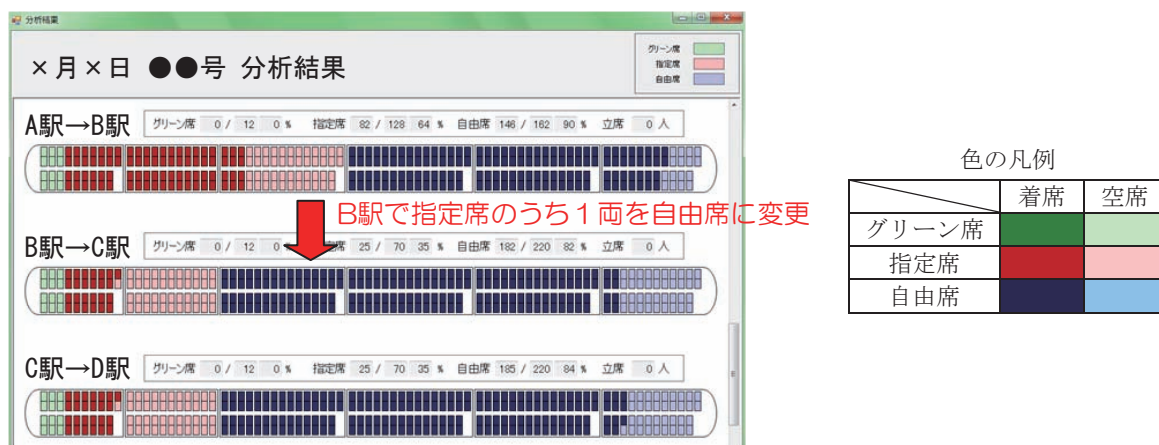 分析結果
×月×日 ●●号 分析結果
グリーン席
指定席
自由席
A駅→B駅 グリーン席 0 / 12 0 % 指定席 82 / 128 64 % 自由席 146 / 162 90 % 立席 0 人
B駅で指定席のうち1両を自由席に変更
B駅→C駅 グリーン席 0 / 12 0 席 25 / 70 35 % 自由席 182 / 220 82 % 立席 0 人
C駅→D駅 グリーン席 0 / 12 0 % 指定席 25 / 70 35 % 自由席 185 / 220 84 % 立席 0 人
色の凡例
着席 空席
グリーン席
指定席
自由席